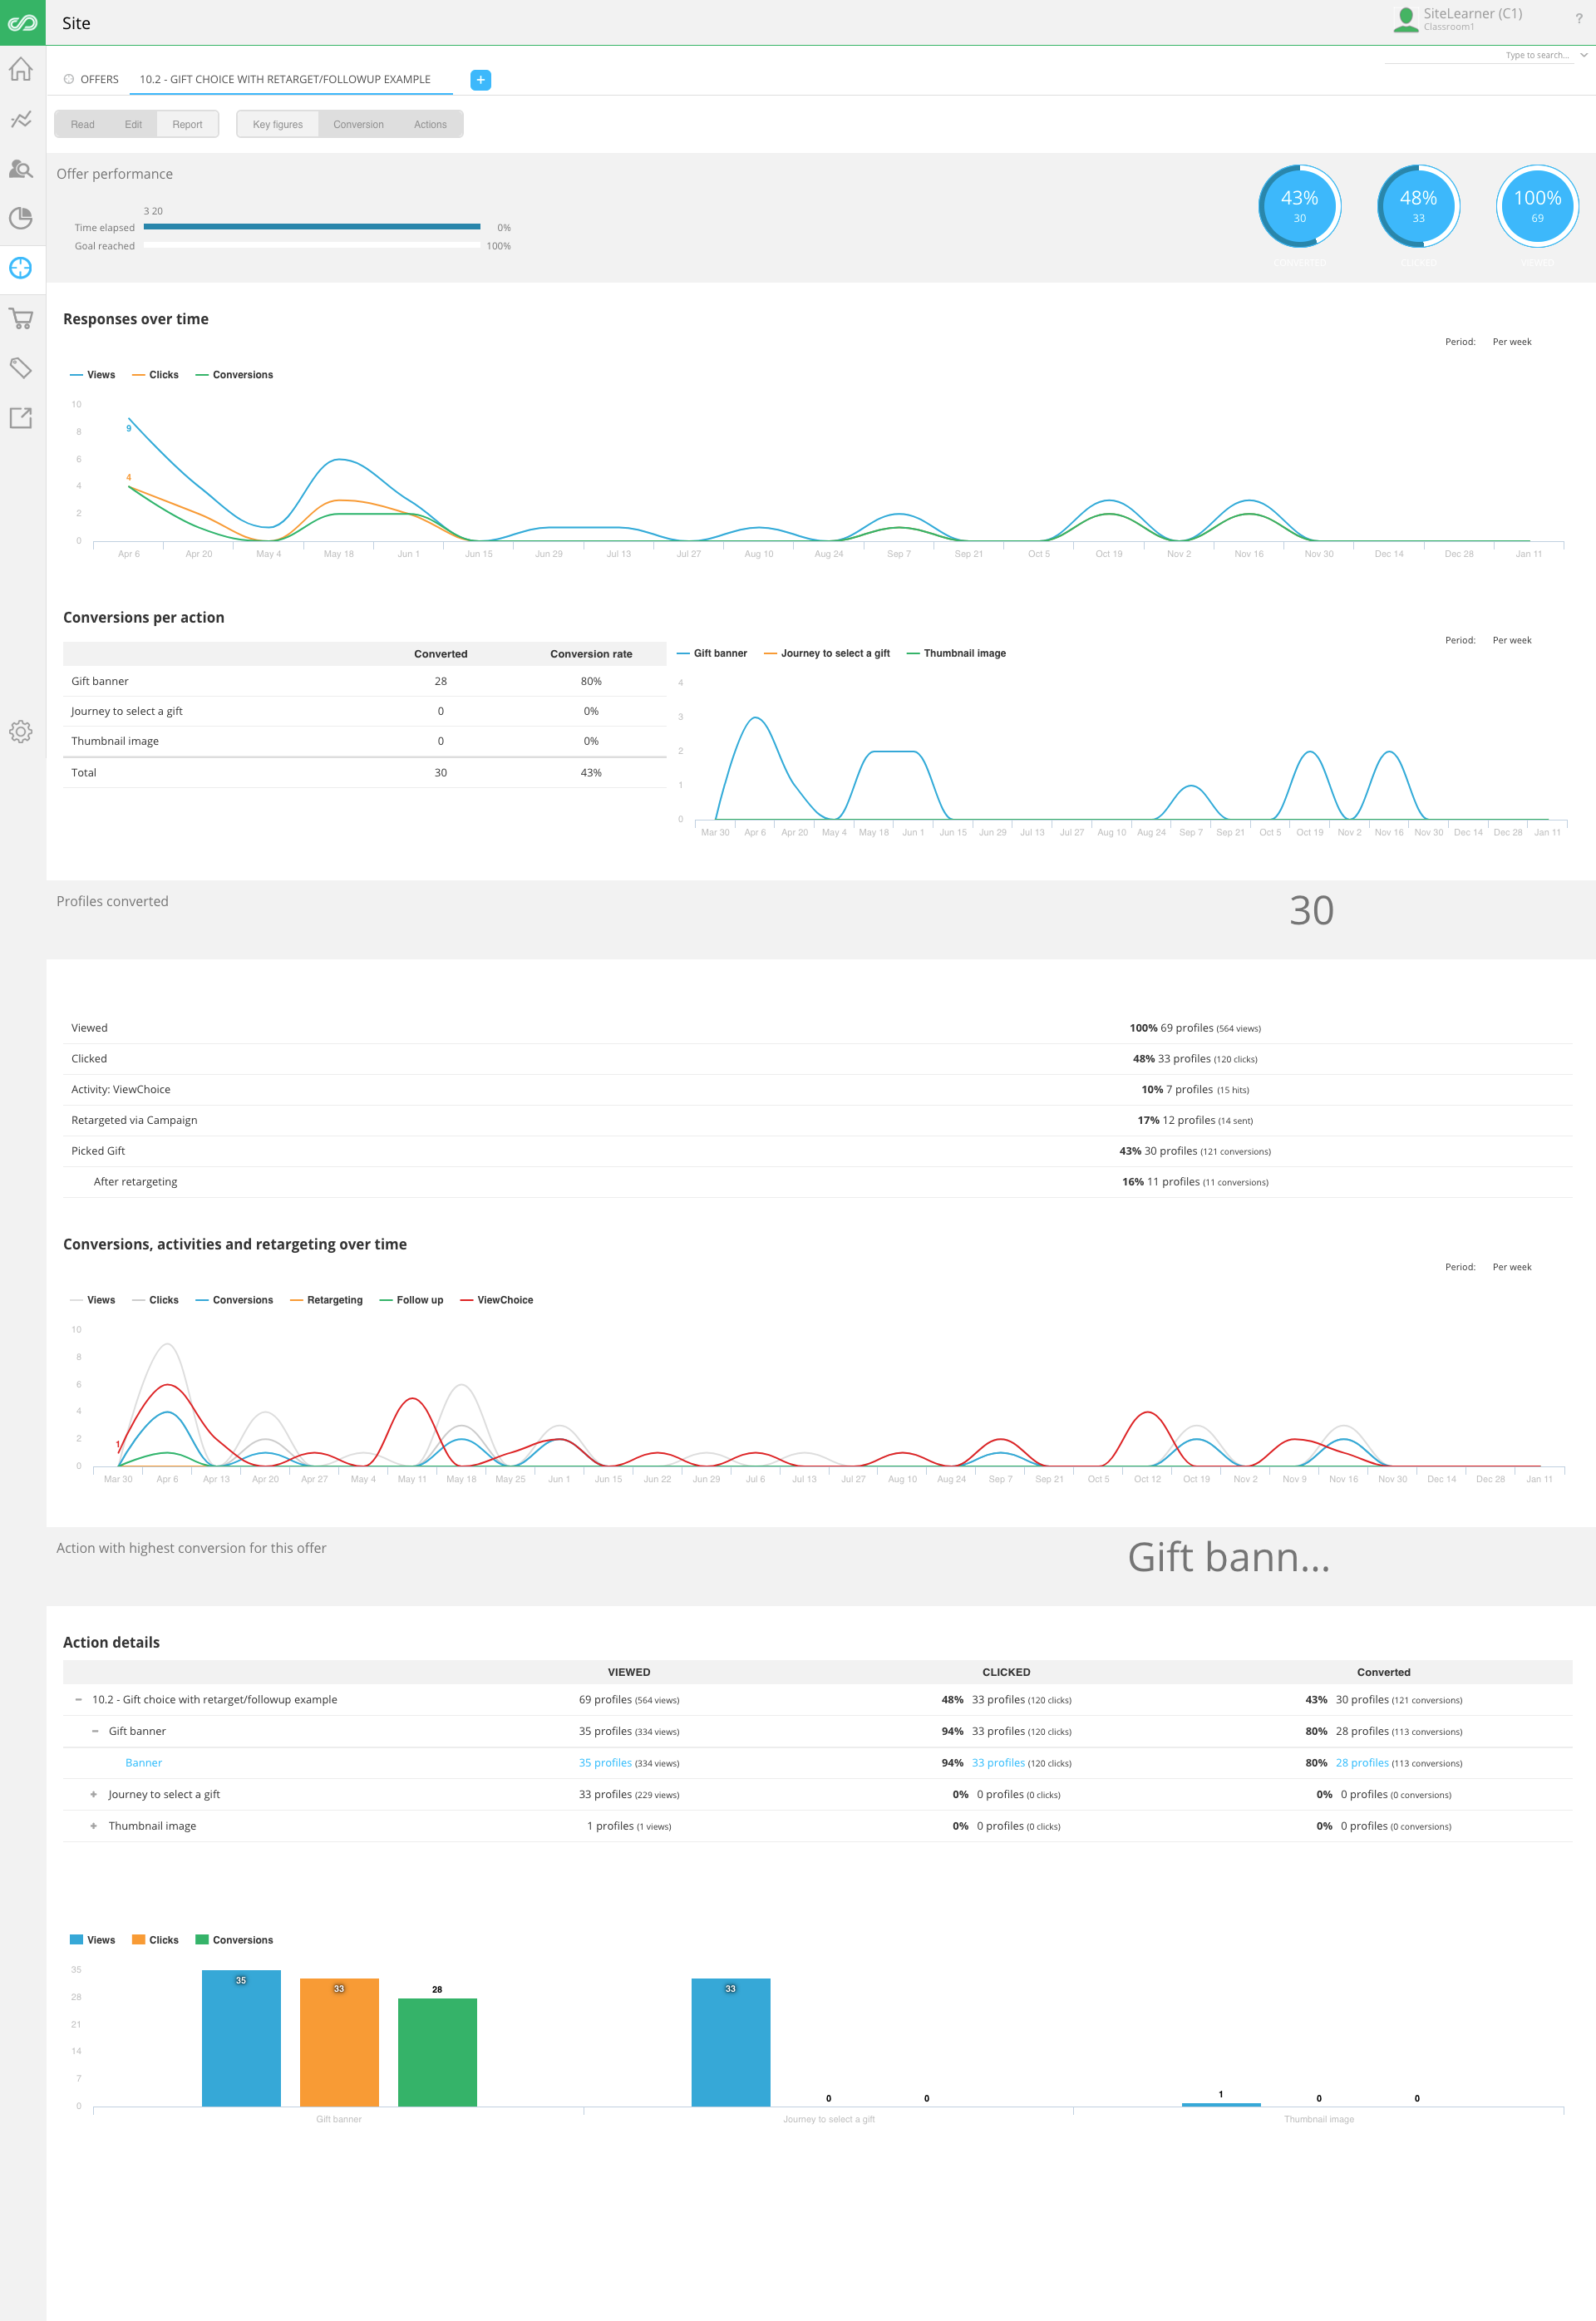 Site
SiteLearner (C1)
Classroom1
?
Type to search...
OFFERS
10.2 - GIFT CHOICE WITH RETARGET/FOLLOWUP EXAMPLE
+
Read Edit Report
Key figures Conversion Actions
Offer performance
3 20
Time elapsed 0%
Goal reached 100%
43%
30
CONVERTED
48%
33
CLICKED
100%
69
VIEWED
Responses over time
Period: Per week
Views Clicks Conversions
10
8
6
4
2
0
9
4
Apr 6 Apr 20 May 4 May 18 Jun 1 Jun 15 Jun 29 Jul 13 Jul 27 Aug 10 Aug 24 Sep 7 Sep 21 Oct 5 Oct 19 Nov 2 Nov 16 Nov 30 Dec 14 Dec 28 Jan 11
Conversions per action
Period: Per week
Converted Conversion rate
Gift banner 28 80%
Journey to select a gift 0 0%
Thumbnail image 0 0%
Total 30 43%
Gift banner Journey to select a gift Thumbnail image
4
3
2
1
0
Mar 30 Apr 6 Apr 20 May 4 May 18 Jun 1 Jun 15 Jun 29 Jul 13 Jul 27 Aug 10 Aug 24 Sep 7 Sep 21 Oct 5 Oct 19 Nov 2 Nov 16 Nov 30 Dec 14 Dec 28 Jan 11
Profiles converted
30
Viewed 100% 69 profiles (564 views)
Clicked 48% 33 profiles (120 clicks)
Activity: ViewChoice 10% 7 profiles (15 hits)
Retargeted via Campaign 17% 12 profiles (14 sent)
Picked Gift 43% 30 profiles (121 conversions)
After retargeting 16% 11 profiles (11 conversions)
Conversions, activities and retargeting over time
Period: Per week
Views Clicks Conversions Retargeting Follow up ViewChoice
10
8
6
4
2
0
1
Mar 30 Apr 6 Apr 13 Apr 20 Apr 27 May 4 May 11 May 18 May 25 Jun 1 Jun 15 Jun 22 Jun 29 Jul 6 Jul 13 Jul 27 Aug 10 Aug 24 Sep 7 Sep 21 Oct 5 Oct 12 Oct 19 Nov 2 Nov 9 Nov 16 Nov 30 Dec 14 Dec 28 Jan 11
Action with highest conversion for this offer
Gift bann...
Action details
VIEWED CLICKED Converted
10.2 - Gift choice with retarget/followup example 69 profiles (564 views) 48% 33 profiles (120 clicks) 43% 30 profiles (121 conversions)
Gift banner 35 profiles (334 views) 94% 33 profiles (120 clicks) 80% 28 profiles (113 conversions)
Banner 35 profiles (334 views) 94% 33 profiles (120 clicks) 80% 28 profiles (113 conversions)
Journey to select a gift 33 profiles (229 views) 0% 0 profiles (0 clicks) 0% 0 profiles (0 conversions)
Thumbnail image 1 profiles (1 views) 0% 0 profiles (0 clicks) 0% 0 profiles (0 conversions)
Views Clicks Conversions
35
28
21
14
7
0
35 33 28
33 0 0
1 0 0
Gift banner Journey to select a gift Thumbnail image